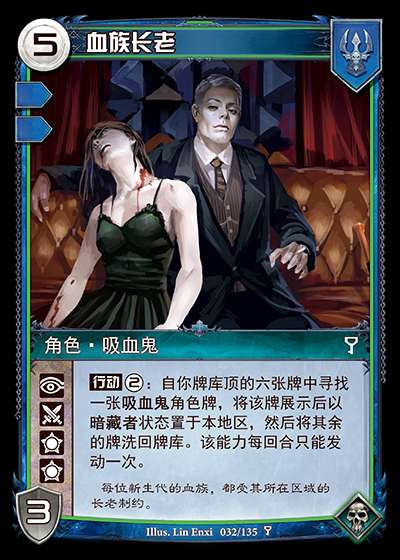 5
血族长老
角色·吸血鬼
行动②：自你牌库顶的六张牌中寻找
一张吸血鬼角色牌，将该牌展示后以
暗藏者状态置于本地区，然后将其余
的牌洗回牌库。该能力每回合只能发
动一次。
每位新生代的血族，都受其所在区域的
长老制约。
3
Illus. Lin Enxi 032/135